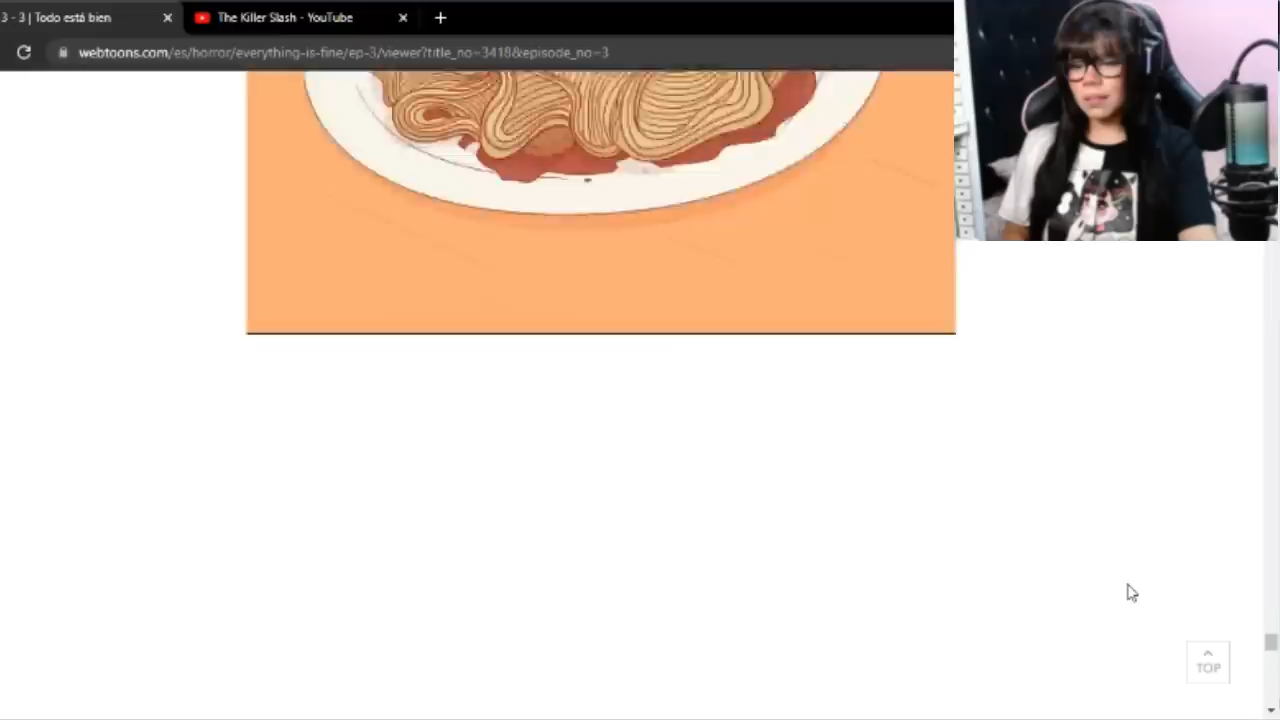 3 - 3 | Todo está bien
The Killer Slash - YouTube
webtoons.com/es/horror/everything-is-fine/ep-3/viewer?title_no=3418&episode_no=3
TOP